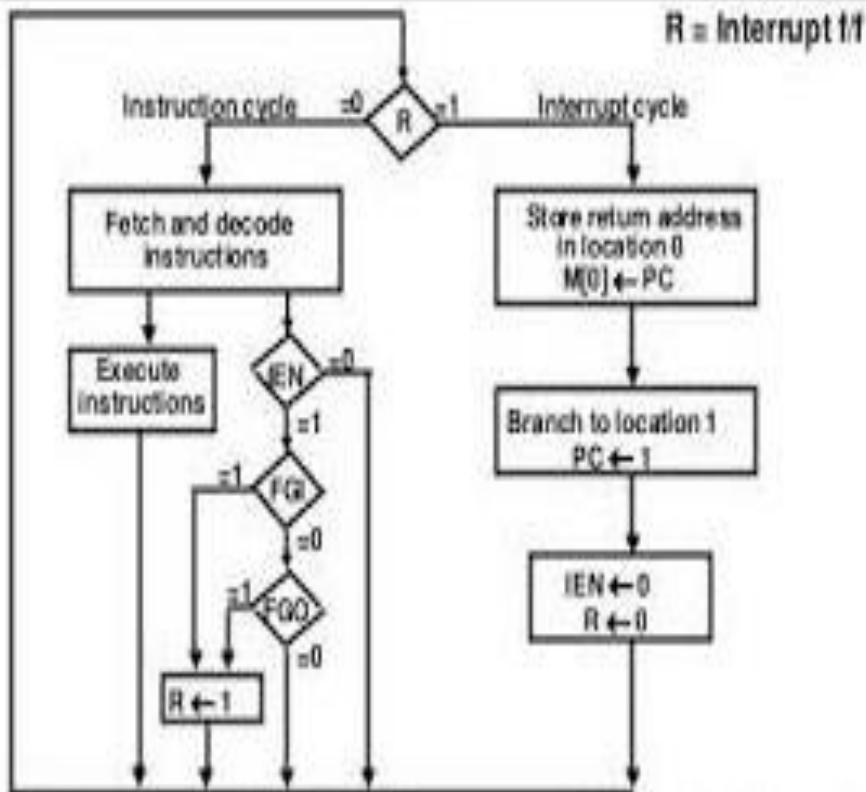 R = Interrupt f/f
Instruction cycle
=0
R
=1
Interrupt cycle
Fetch and decode
instructions
Execute
instructions
IEN
=0
=1
FGI
=1
=0
FGO
=1
=0
R ← 1
Store return address
in location 0
M[0] ← PC
Branch to location 1
PC ← 1
IEN ← 0
R ← 0